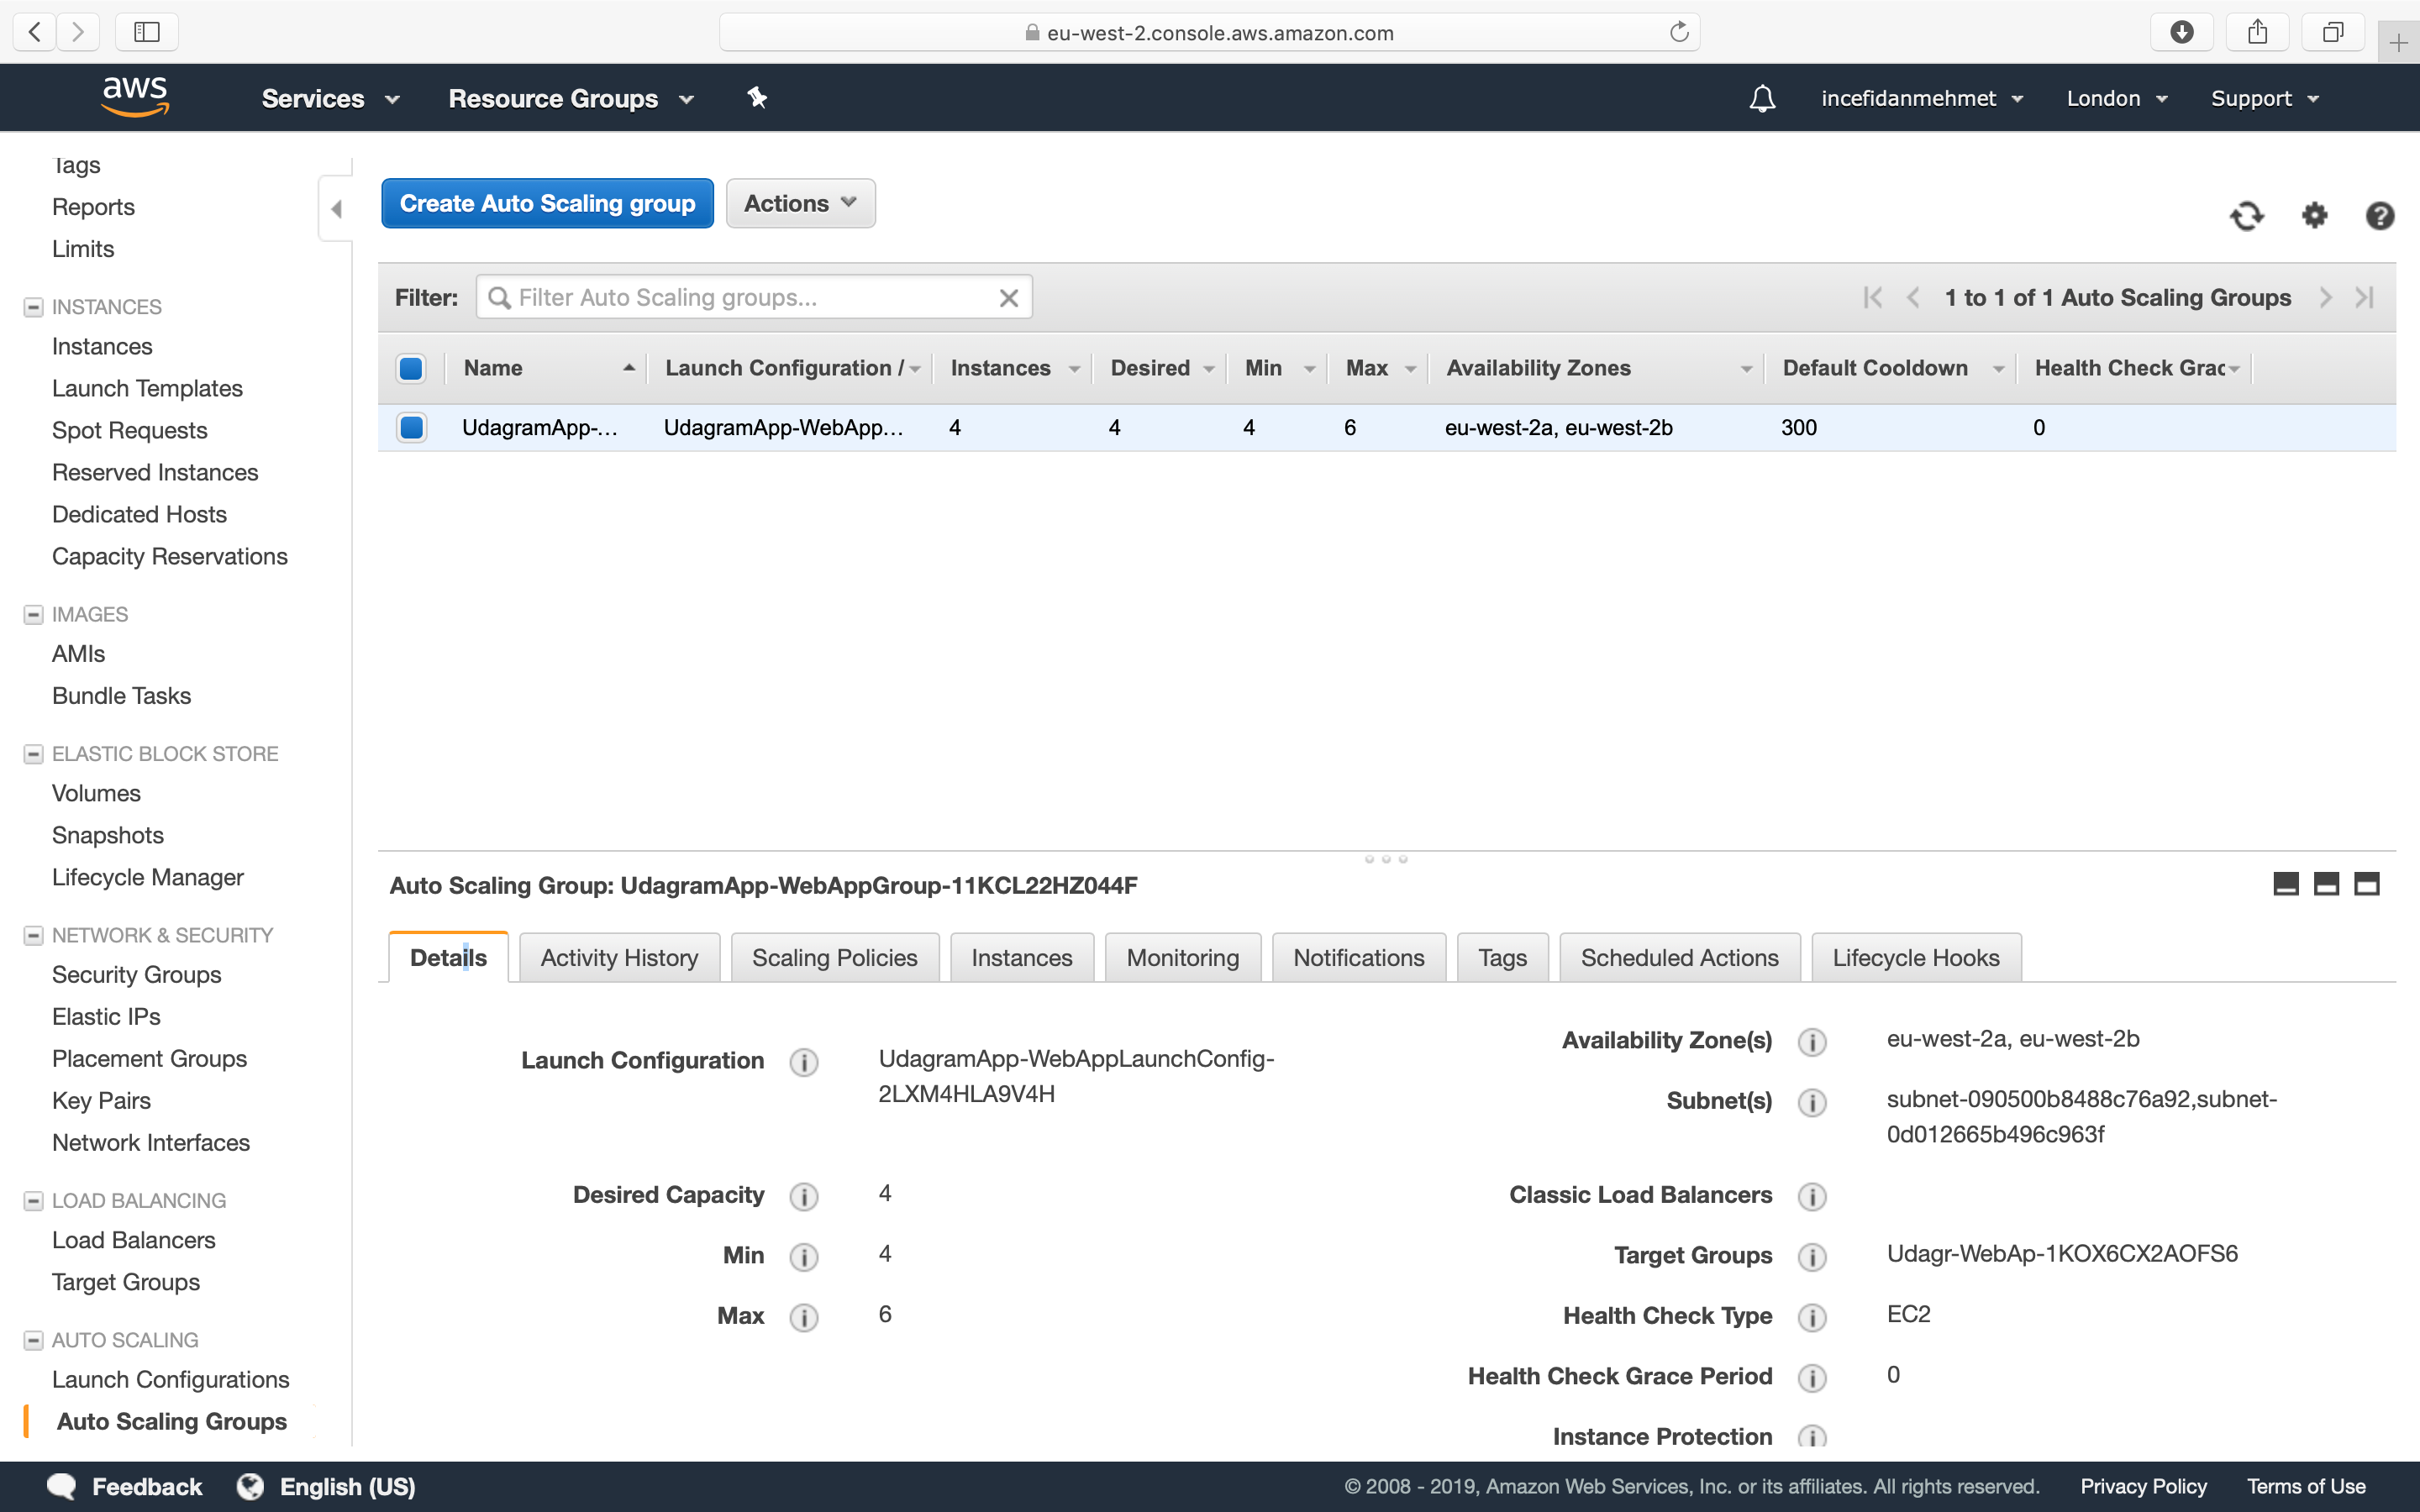 eu-west-2.console.aws.amazon.com
aws Services Resource Groups incefidanmehmet London Support
Tags
Reports
Limits
INSTANCES
Instances
Launch Templates
Spot Requests
Reserved Instances
Dedicated Hosts
Capacity Reservations
IMAGES
AMIs
Bundle Tasks
ELASTIC BLOCK STORE
Volumes
Snapshots
Lifecycle Manager
NETWORK & SECURITY
Security Groups
Elastic IPs
Placement Groups
Key Pairs
Network Interfaces
LOAD BALANCING
Load Balancers
Target Groups
AUTO SCALING
Launch Configurations
Auto Scaling Groups
Create Auto Scaling group Actions
Filter: Filter Auto Scaling groups... 1 to 1 of 1 Auto Scaling Groups
Name Launch Configuration / Instances Desired Min Max Availability Zones Default Cooldown Health Check Grac
UdagramApp-... UdagramApp-WebApp... 4 4 4 6 eu-west-2a, eu-west-2b 300 0
Auto Scaling Group: UdagramApp-WebAppGroup-11KCL22HZ044F
Details Activity History Scaling Policies Instances Monitoring Notifications Tags Scheduled Actions Lifecycle Hooks
Launch Configuration UdagramApp-WebAppLaunchConfig-
2LXM4HLA9V4H
Desired Capacity 4
Min 4
Max 6
Availability Zone(s) eu-west-2a, eu-west-2b
Subnet(s) subnet-090500b8488c76a92,subnet-
0d012665b496c963f
Classic Load Balancers
Target Groups Udagr-WebAp-1KOX6CX2AOFS6
Health Check Type EC2
Health Check Grace Period 0
Instance Protection
Feedback English (US) © 2008 - 2019, Amazon Web Services, Inc. or its affiliates. All rights reserved. Privacy Policy Terms of Use